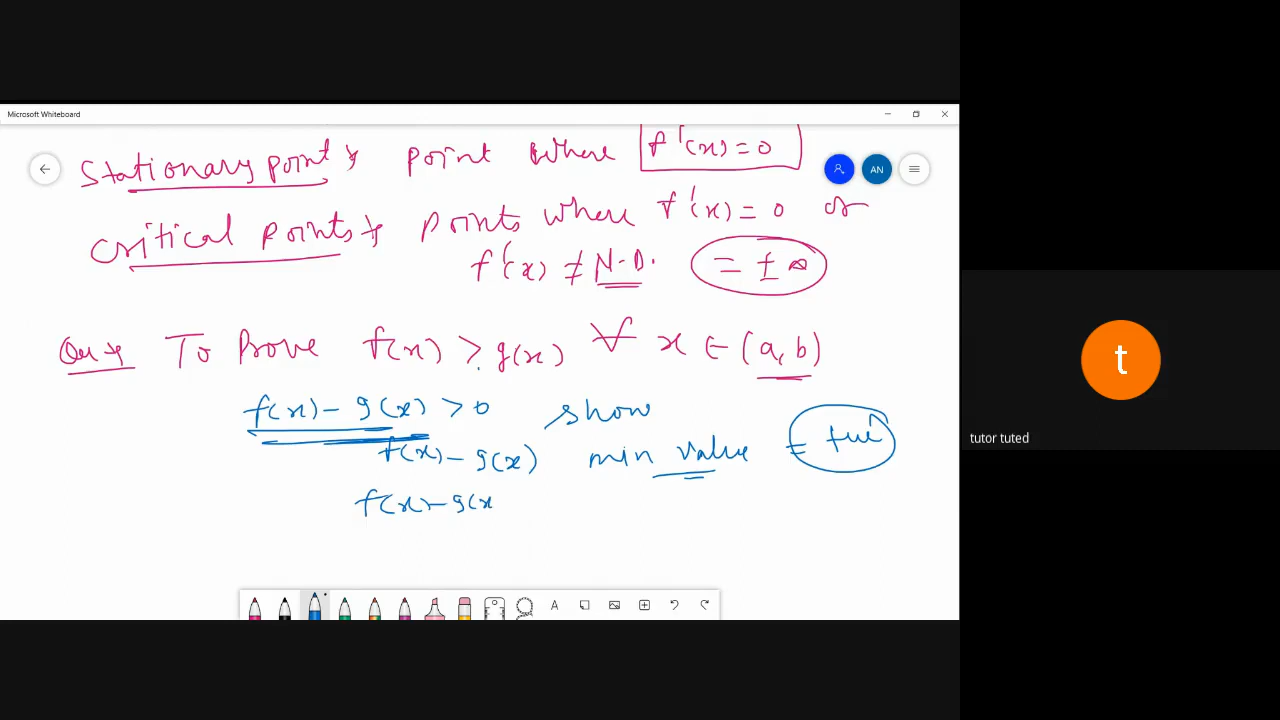 Microsoft Whiteboard
Stationary point → point where f'(x) = 0
AN
Critical points → points where f'(x) = 0 or
f'(x) ≠ N.D. = ± ∞
To Prove f(x) > g(x) ∀ x ∈ (a, b)
f(x) - g(x) > 0 show
f(x) - g(x) min value = +ve
f(x) - g(x
t
tutor tuted
A